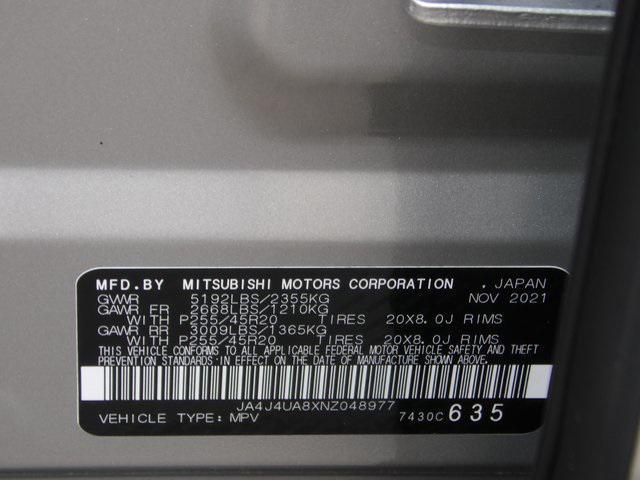 MFD.BY MITSUBISHI MOTORS CORPORATION . JAPAN
GVWR 5192LBS/2355KG NOV 2021
GAWR FR 2668LBS/1210KG
WITH P255/45R20 TIRES 20X8.0J RIMS
GAWR RR 3009LBS/1365KG
WITH P255/45R20 TIRES 20X8.0J RIMS
THIS VEHICLE CONFORMS TO ALL APPLICABLE FEDERAL MOTOR VEHICLE SAFETY AND THEFT
PREVENTION STANDARDS IN EFFECT ON THE DATE OF MANUFACTURE SHOWN ABOVE.
JA4J4UA8XNZ048977
VEHICLE TYPE: MPV 7430C 635